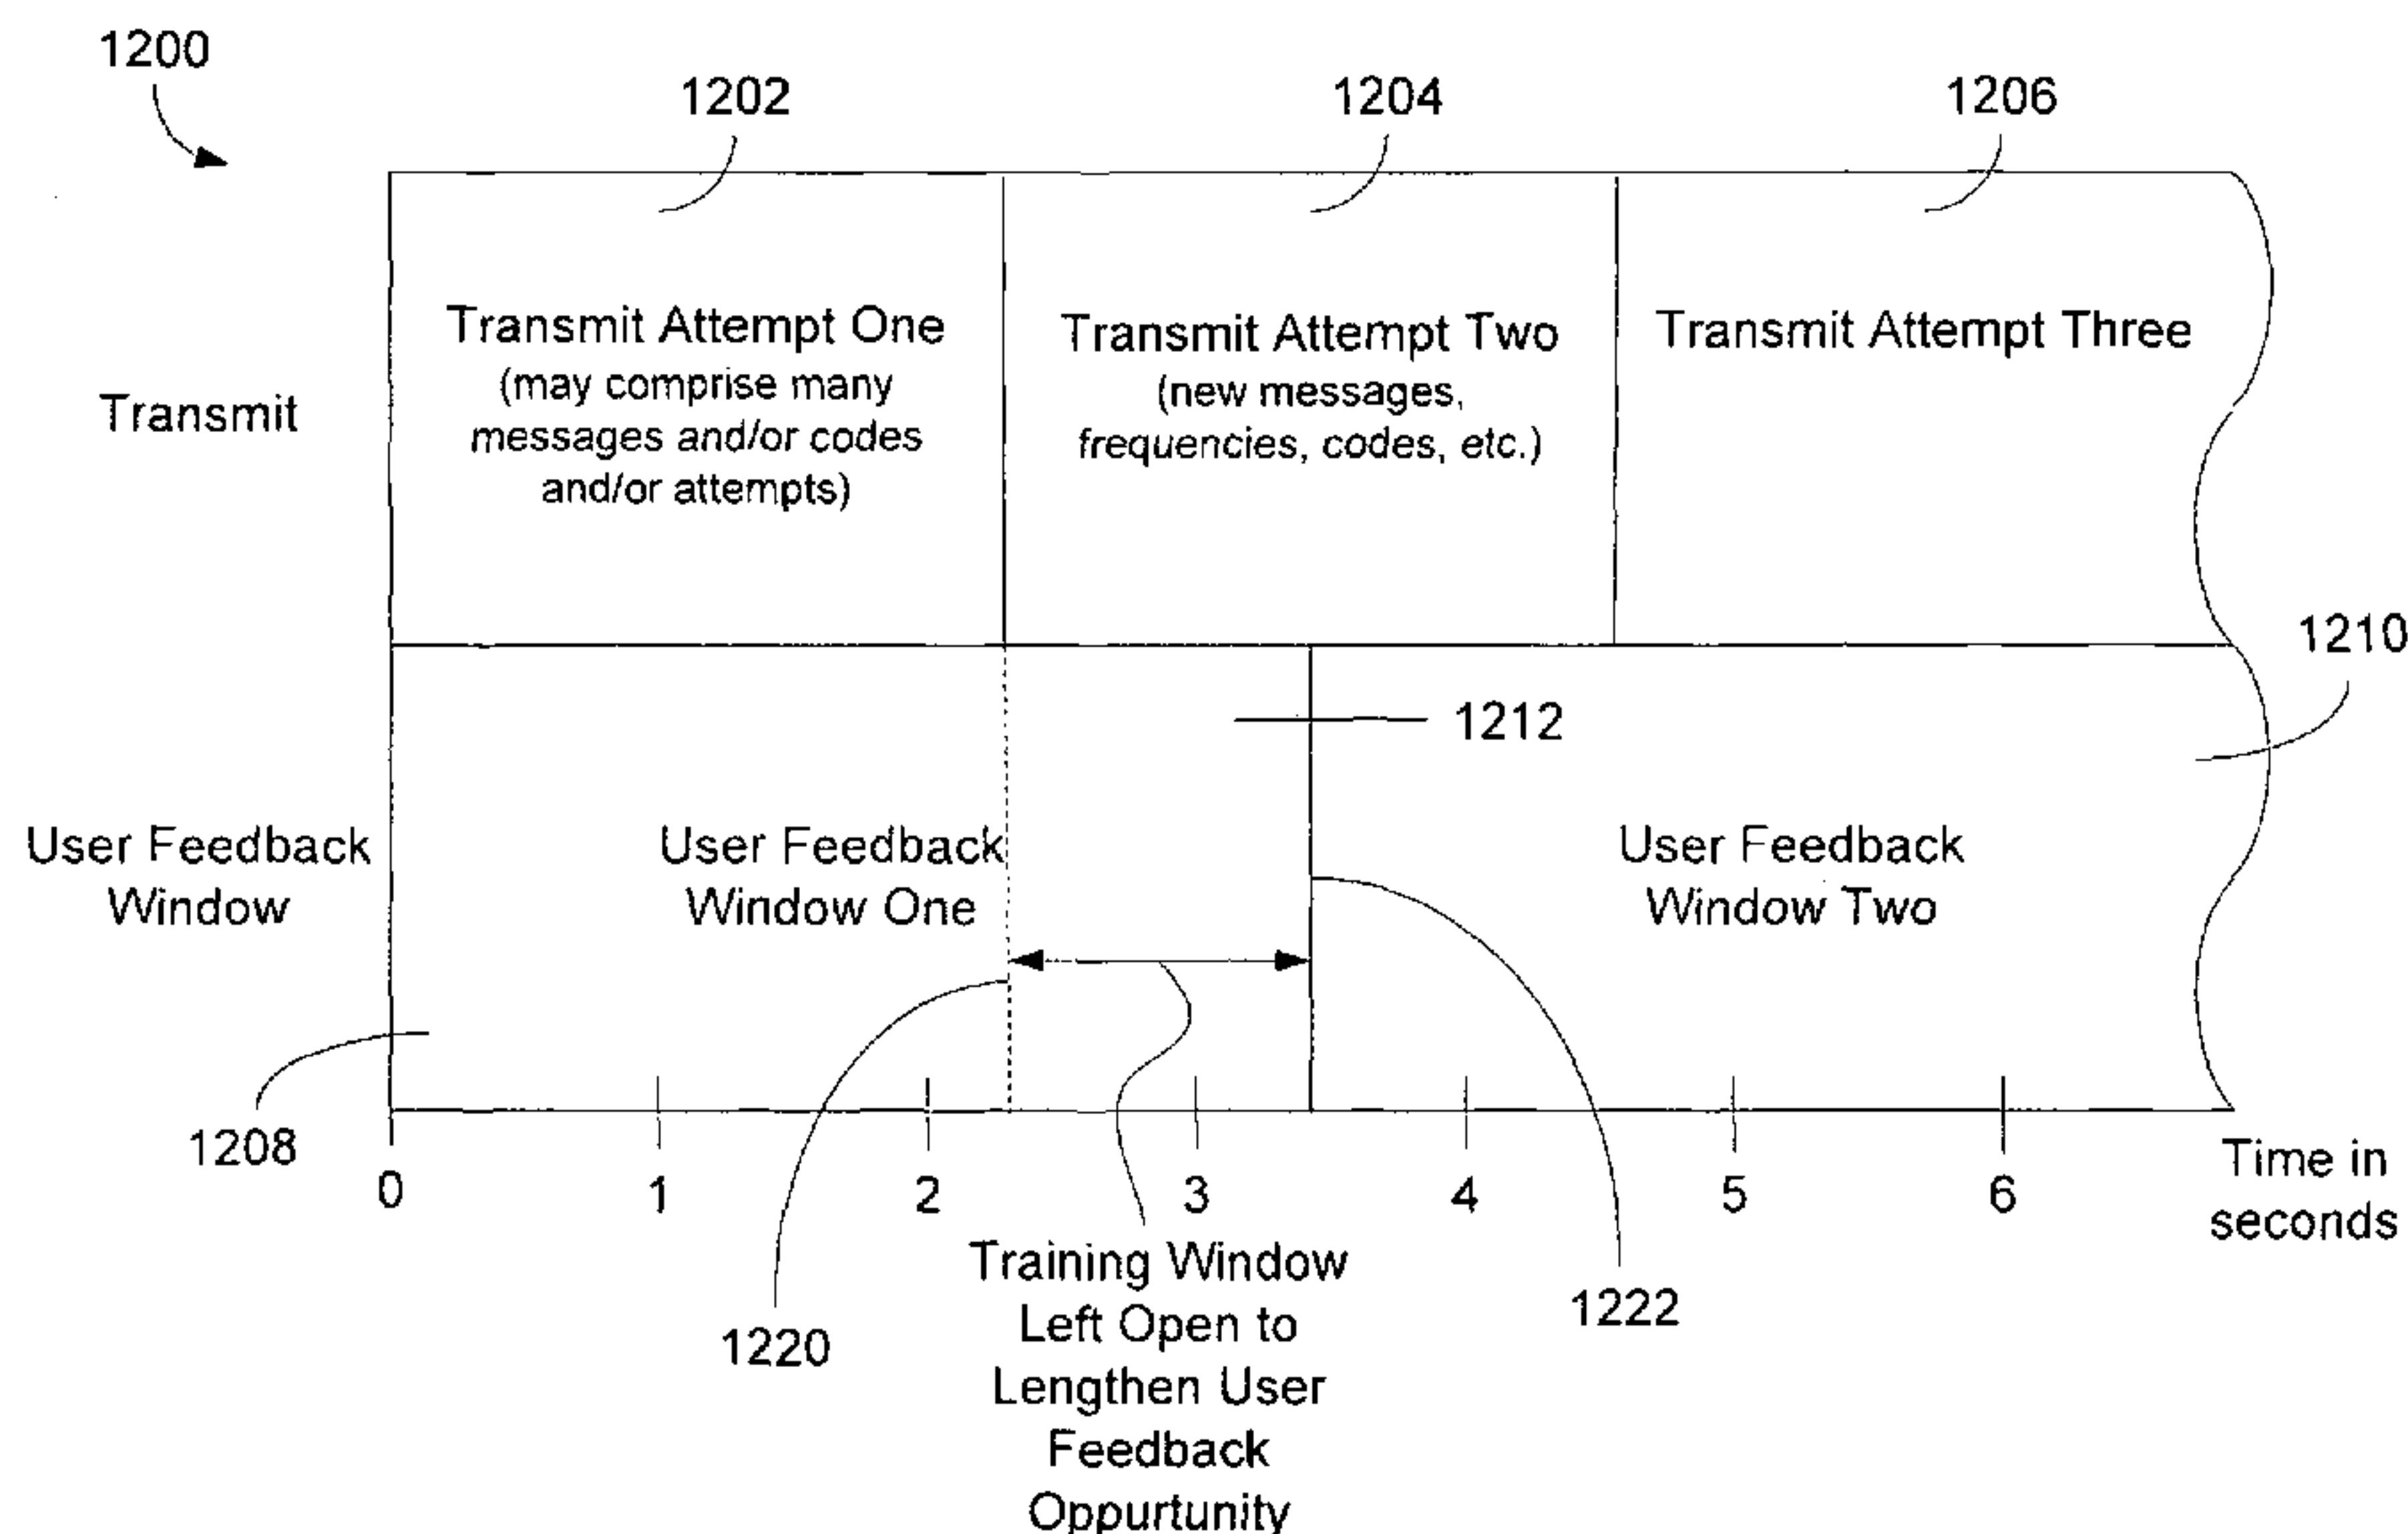 1200
1202
1204
1206
Transmit
Transmit Attempt One
(may comprise many
messages and/or codes
and/or attempts)
Transmit Attempt Two
(new messages,
frequencies, codes, etc.)
Transmit Attempt Three
1210
1212
User Feedback
Window
User Feedback
Window One
User Feedback
Window Two
1208
0
1
2
3
4
5
6
Time in
seconds
1220
Training Window
Left Open to
Lengthen User
Feedback
Oppurtunity
1222